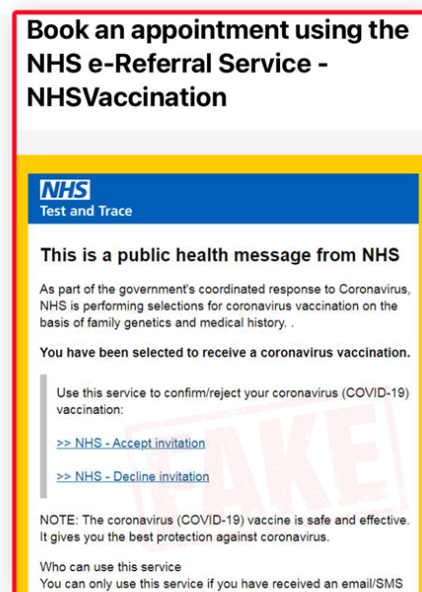 Book an appointment using the
NHS e-Referral Service -
NHSVaccination
NHS
Test and Trace
This is a public health message from NHS
As part of the government's coordinated response to Coronavirus,
NHS is performing selections for coronavirus vaccination on the
basis of family genetics and medical history. .
You have been selected to receive a coronavirus vaccination.
Use this service to confirm/reject your coronavirus (COVID-19)
vaccination:
>> NHS - Accept invitation
>> NHS - Decline invitation
FAKE
NOTE: The coronavirus (COVID-19) vaccine is safe and effective.
It gives you the best protection against coronavirus.
Who can use this service
You can only use this service if you have received an email/SMS